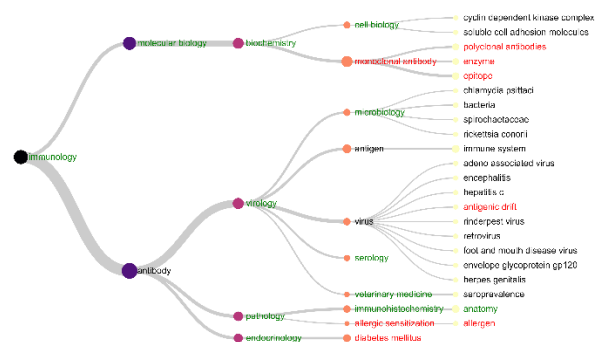 cyclin dependent kinase complex
cell biology
soluble cell adhesion molecules
molecular biology
biochemistry
polyclonal antibodies
monoclonal antibody
enzyme
epitope
chlamydia psittaci
microbiology
bacteria
spirochaetaceae
rickettsia conorii
antigen
immune system
immunology
adeno associated virus
encephalitis
hepatitis c
virology
antigenic drift
virus
rinderpest virus
retrovirus
foot and mouth disease virus
serology
envelope glycoprotein gp120
antibody
herpes genitalis
veterinary medicine
seroprevalence
pathology
immunohistochemistry
anatomy
allergic sensitization
allergen
endocrinology
diabetes mellitus